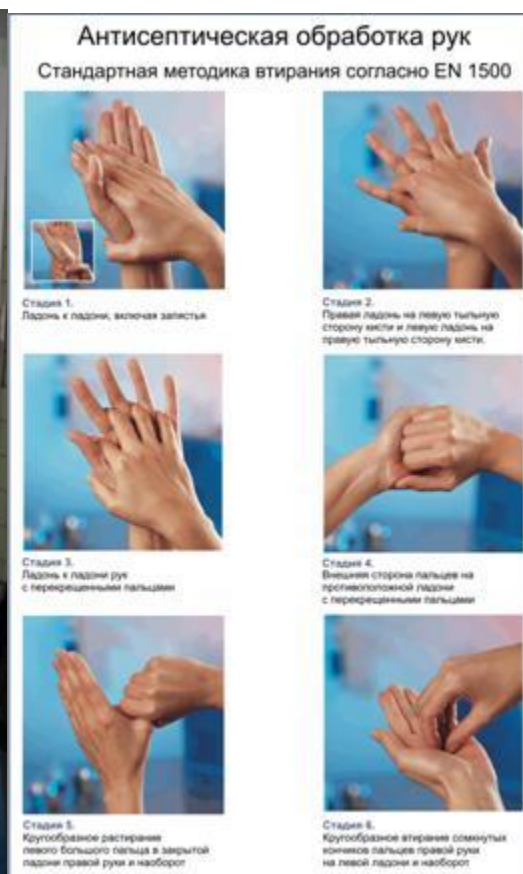 Антисептическая обработка рук
Стандартная методика втирания согласно EN 1500
Стадия 1.
Ладонь к ладони, включая запястья
Стадия 2.
Правая ладонь на левую тыльную
сторону кисти и левую ладонь на
правую тыльную сторону кисти.
Стадия 3.
Ладонь к ладони рук
с перекрещенными пальцами
Стадия 4.
Внешняя сторона пальцев на
противоположной ладони
с перекрещенными пальцами
Стадия 5.
Кругообразное растирание
левого большого пальца в закрытой
ладони правой руки и наоборот
Стадия 6.
Кругообразное втирание сомкнутых
кончиков пальцев правой руки
на левой ладони и наоборот